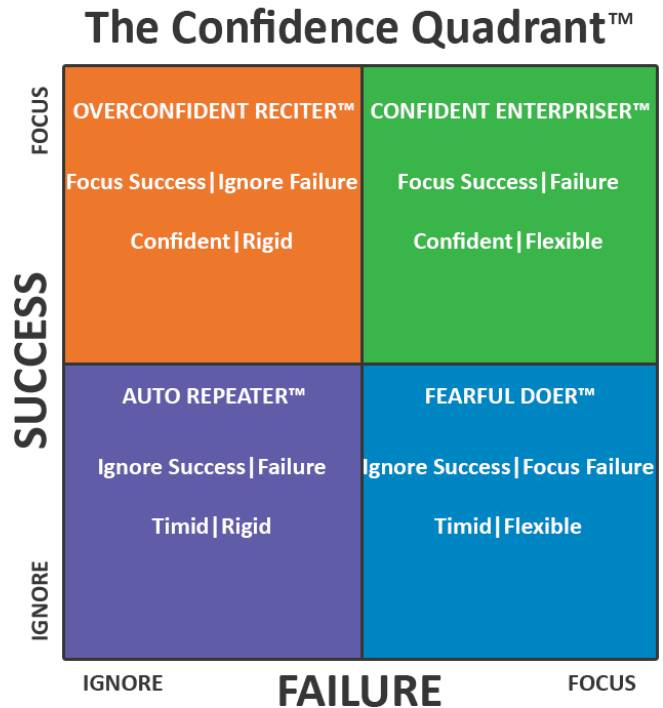 The Confidence Quadrant™
FOCUS
OVERCONFIDENT RECITER™
Focus Success|Ignore Failure
Confident|Rigid
CONFIDENT ENTERPRISER™
Focus Success|Failure
Confident|Flexible
SUCCESS
AUTO REPEATER™
Ignore Success|Failure
Timid|Rigid
FEARFUL DOER™
Ignore Success|Focus Failure
Timid|Flexible
IGNORE
IGNORE
FAILURE
FOCUS